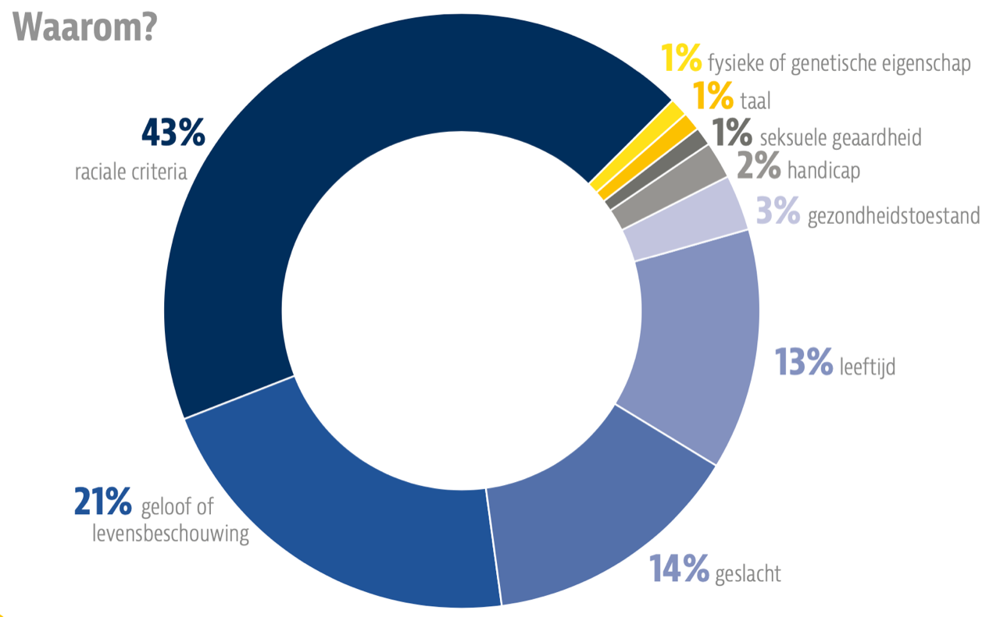 Waarom?
1% fysieke of genetische eigenschap
1% taal
1% seksuele geaardheid
2% handicap
3% gezondheidstoestand
13% leeftijd
14% geslacht
21% geloof of
levensbeschouwing
43%
raciale criteria